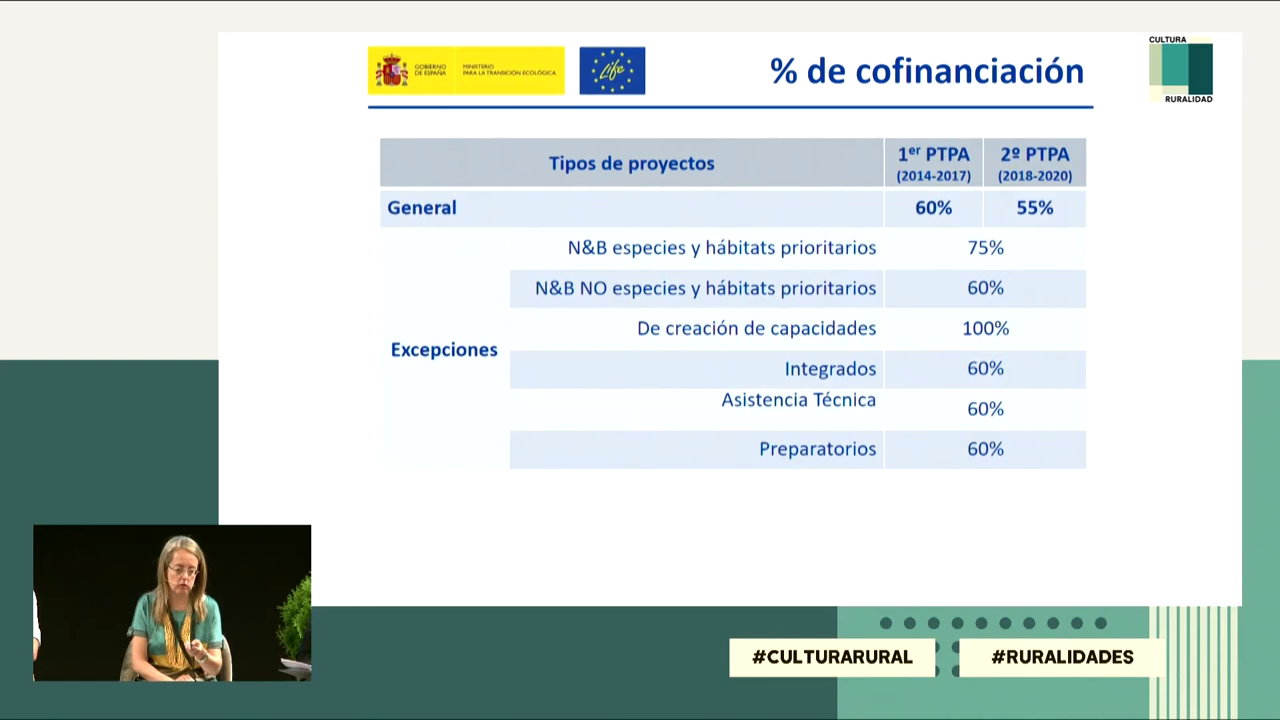 CULTURA
GOBIERNO DE ESPAÑA
MINISTERIO PARA LA TRANSICIÓN ECOLÓGICA
Life
% de cofinanciación
RURALIDAD
Tipos de proyectos
1er PTPA
(2014-2017)
2º PTPA
(2018-2020)
General 60% 55%
Excepciones
N&B especies y hábitats prioritarios 75%
N&B NO especies y hábitats prioritarios 60%
De creación de capacidades 100%
Integrados 60%
Asistencia Técnica 60%
Preparatorios 60%
#CULTURARURAL
#RURALIDADES